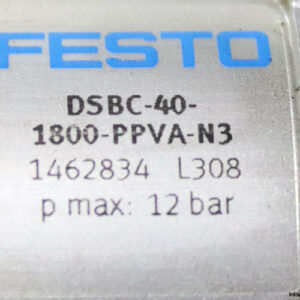 FESTO
DSBC-40-
1800-PPVA-N3
1462834 L308
p max: 12 bar